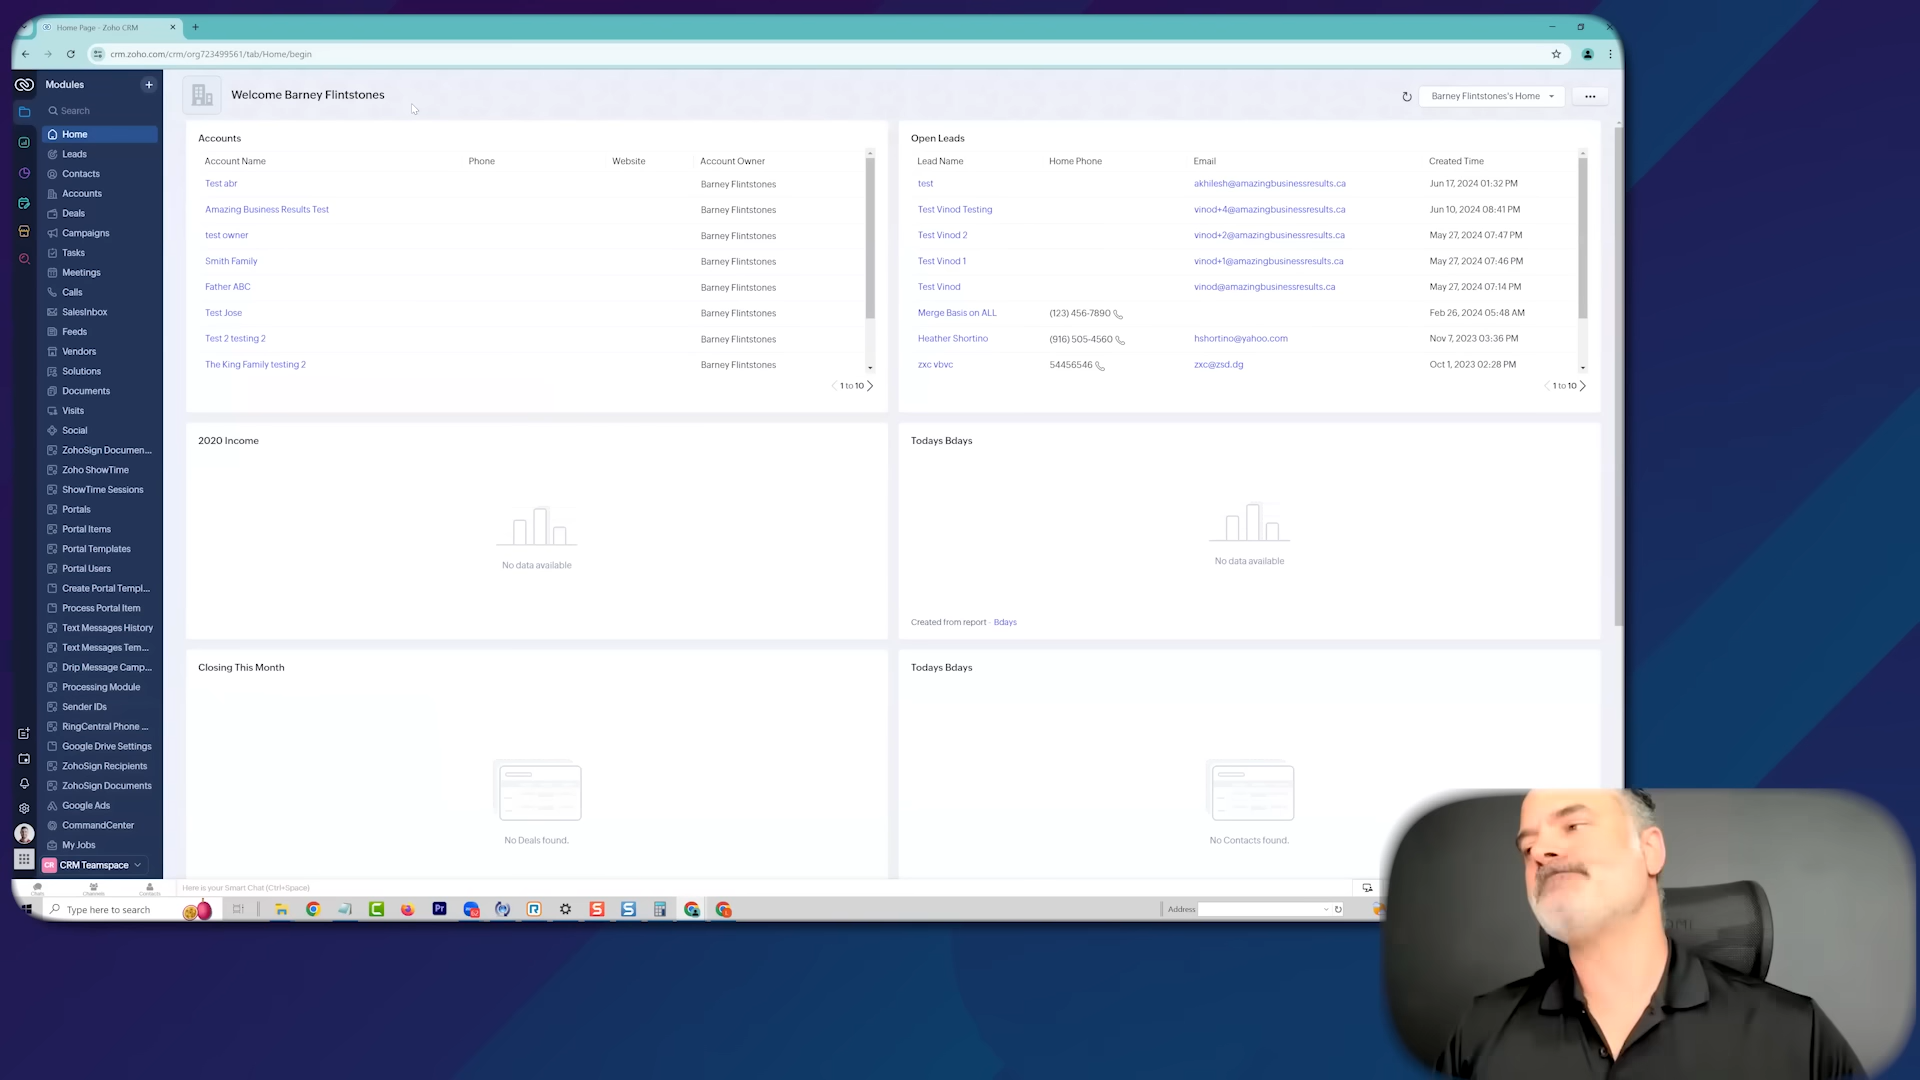 Home Page - Zoho CRM
crm.zoho.com/crm/org723499561/tab/Home/begin
Modules
Search
Home
Leads
Contacts
Accounts
Deals
Campaigns
Tasks
Meetings
Calls
SalesInbox
Feeds
Vendors
Solutions
Documents
Visits
Social
ZohoSign Documen...
Zoho ShowTime
ShowTime Sessions
Portals
Portal Items
Portal Templates
Portal Users
Create Portal Templ...
Process Portal Item
Text Messages History
Text Messages Tem...
Drip Message Camp...
Processing Module
Sender IDs
RingCentral Phone ...
Google Drive Settings
ZohoSign Recipients
ZohoSign Documents
Google Ads
CommandCenter
My Jobs
CR CRM Teamspace
Chats Channels Contacts
Welcome Barney Flintstones
Barney Flintstones's Home
Accounts
Account Name Phone Website Account Owner
Test abr Barney Flintstones
Amazing Business Results Test Barney Flintstones
test owner Barney Flintstones
Smith Family Barney Flintstones
Father ABC Barney Flintstones
Test Jose Barney Flintstones
Test 2 testing 2 Barney Flintstones
The King Family testing 2 Barney Flintstones
1 to 10
Open Leads
Lead Name Home Phone Email Created Time
test akhilesh@amazingbusinessresults.ca Jun 17, 2024 01:32 PM
Test Vinod Testing vinod+4@amazingbusinessresults.ca Jun 10, 2024 08:41 PM
Test Vinod 2 vinod+2@amazingbusinessresults.ca May 27, 2024 07:47 PM
Test Vinod 1 vinod+1@amazingbusinessresults.ca May 27, 2024 07:46 PM
Test Vinod vinod@amazingbusinessresults.ca May 27, 2024 07:14 PM
Merge Basis on ALL (123) 456-7890 Feb 26, 2024 05:48 AM
Heather Shortino (916) 505-4560 hshortino@yahoo.com Nov 7, 2023 03:36 PM
zxc vbvc 54456546 zxc@zsd.dg Oct 1, 2023 02:28 PM
1 to 10
2020 Income
No data available
Todays Bdays
No data available
Created from report - Bdays
Closing This Month
No Deals found.
Todays Bdays
No Contacts found.
Here is your Smart Chat (Ctrl+Space)
Type here to search
Pr
Address